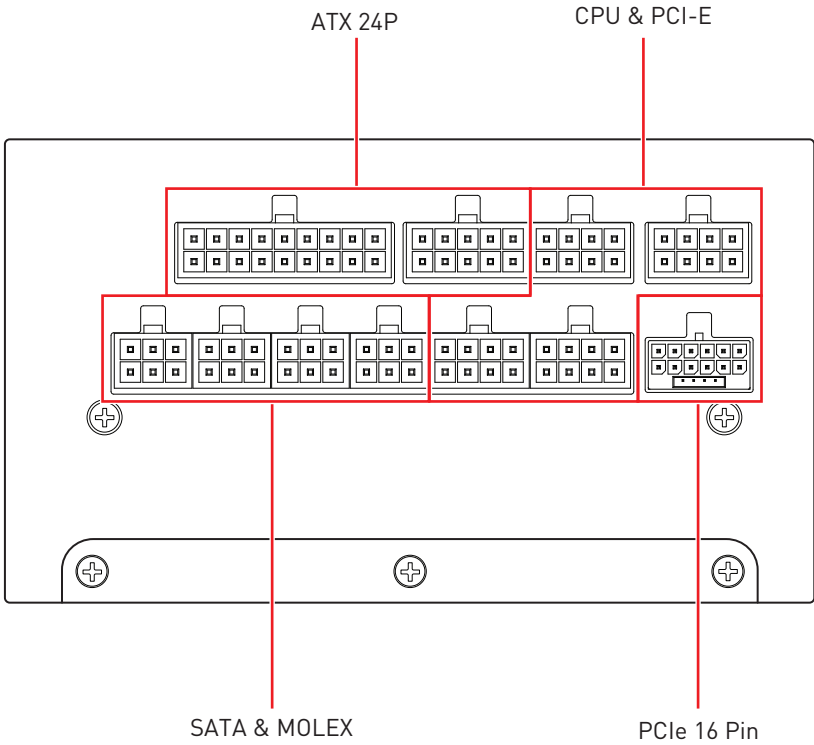 ATX 24P
CPU & PCI-E
SATA & MOLEX
PCIe 16 Pin